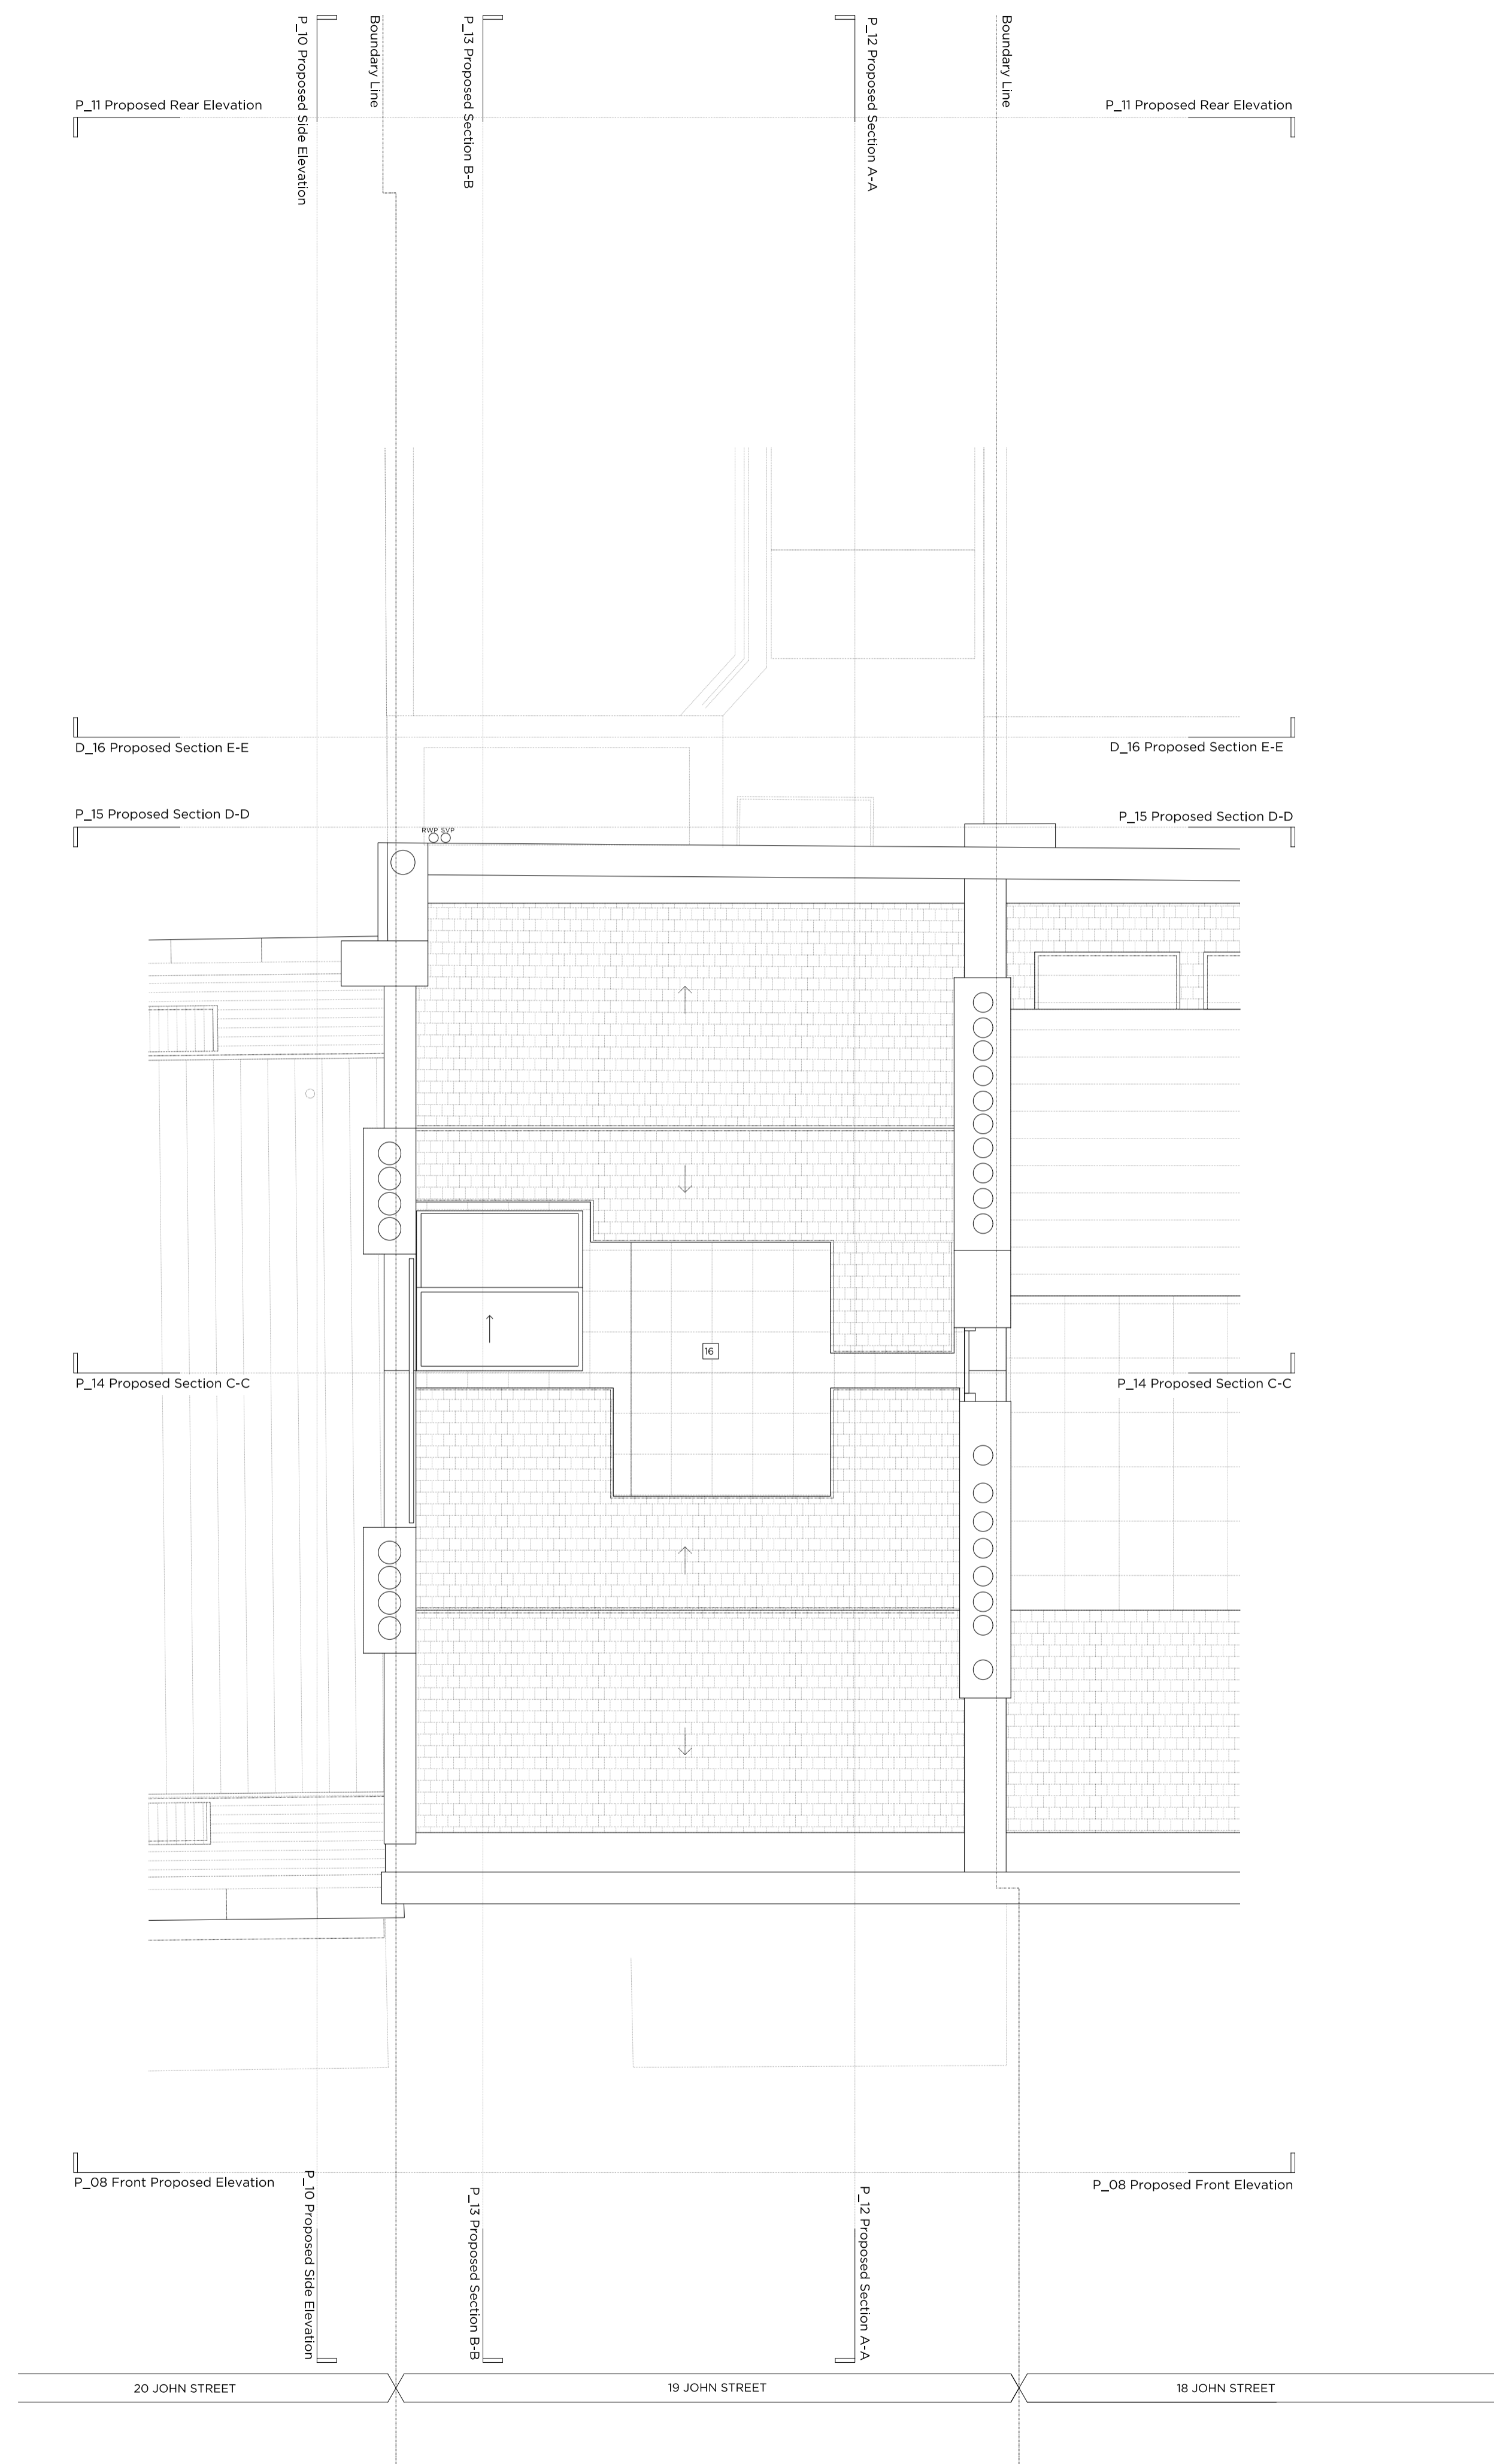 P_10 Proposed Side Elevation
Boundary Line
P_13 Proposed Section B-B
P_12 Proposed Section A-A
Boundary Line
P_11 Proposed Rear Elevation
P_11 Proposed Rear Elevation
D_16 Proposed Section E-E
D_16 Proposed Section E-E
P_15 Proposed Section D-D
P_15 Proposed Section D-D
RWP SVP
16
P_14 Proposed Section C-C
P_14 Proposed Section C-C
P_08 Front Proposed Elevation
P_08 Proposed Front Elevation
P_10 Proposed Side Elevation
P_13 Proposed Section B-B
P_12 Proposed Section A-A
20 JOHN STREET
19 JOHN STREET
18 JOHN STREET